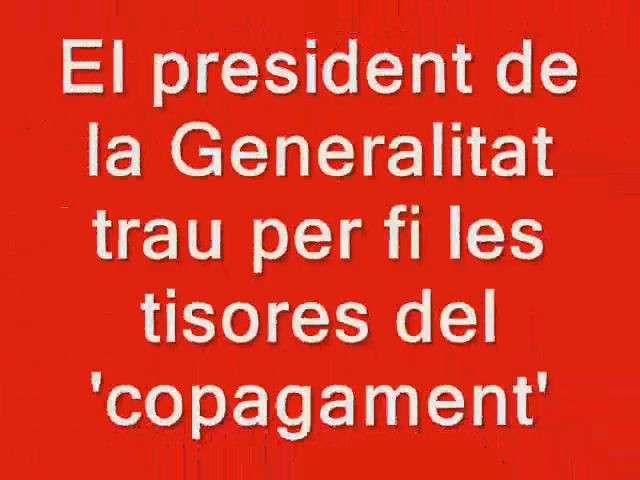 El president de
la Generalitat
trau per fi les
tisores del
'copagament'